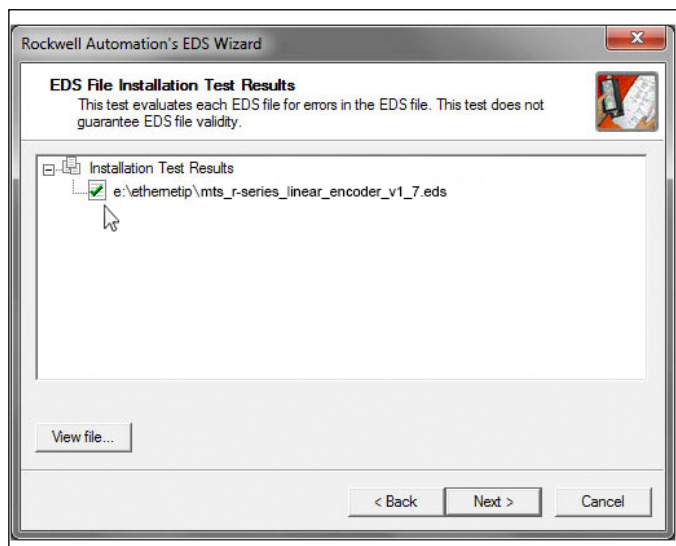 Rockwell Automation's EDS Wizard
EDS File Installation Test Results
This test evaluates each EDS file for errors in the EDS file. This test does not
guarantee EDS file validity.
Installation Test Results
e:\ethernetip\mts_r-series_linear_encoder_v1_7.eds
View file...
< Back
Next >
Cancel